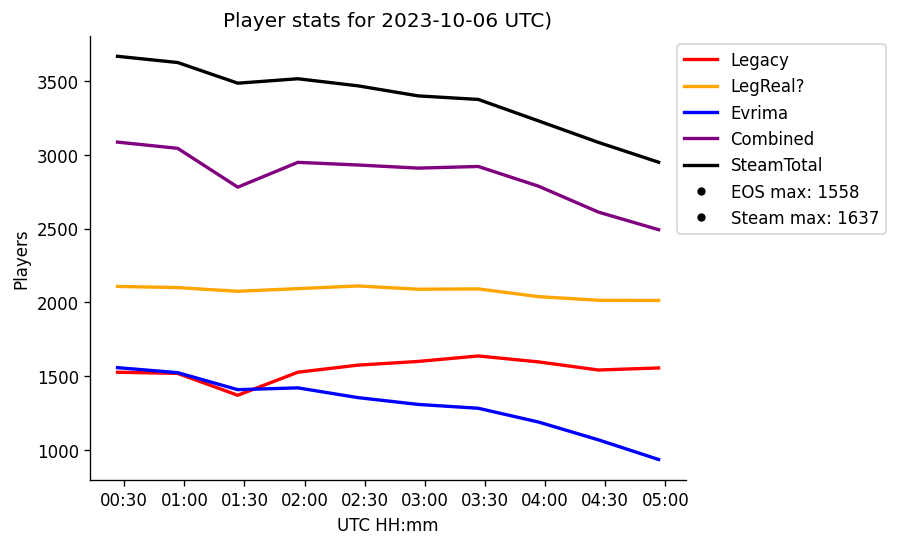 Player stats for 2023-10-06 UTC)
Legacy
LegReal?
Evrima
Combined
SteamTotal
EOS max: 1558
Steam max: 1637
Players
3500
3000
2500
2000
1500
1000
00:30 01:00 01:30 02:00 02:30 03:00 03:30 04:00 04:30 05:00
UTC HH:mm